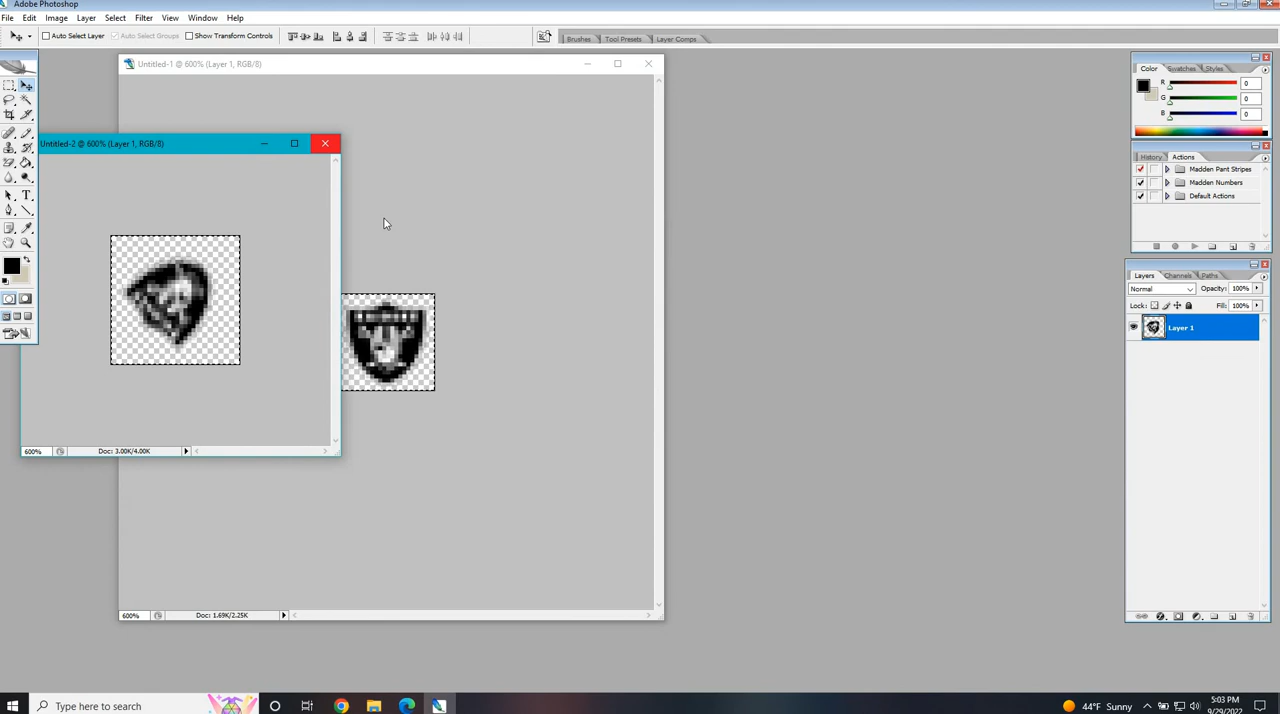 Adobe Photoshop
File Edit Image Layer Select Filter View Window Help
Auto Select Layer Auto Select Groups Show Transform Controls Brushes Tool Presets Layer Comps
Untitled-1 @ 600% (Layer 1, RGB/8)
Color Swatches Styles
R 0
G 0
B 0
Untitled-2 @ 600% (Layer 1, RGB/8)
History Actions
Madden Pant Stripes
Madden Numbers
Default Actions
Layers Channels Paths
Normal Opacity: 100%
Lock: Fill: 100%
Layer 1
600% Doc: 3.00K/4.00K
600% Doc: 1.69K/2.25K
Type here to search
44°F Sunny
5:03 PM
9/29/2022